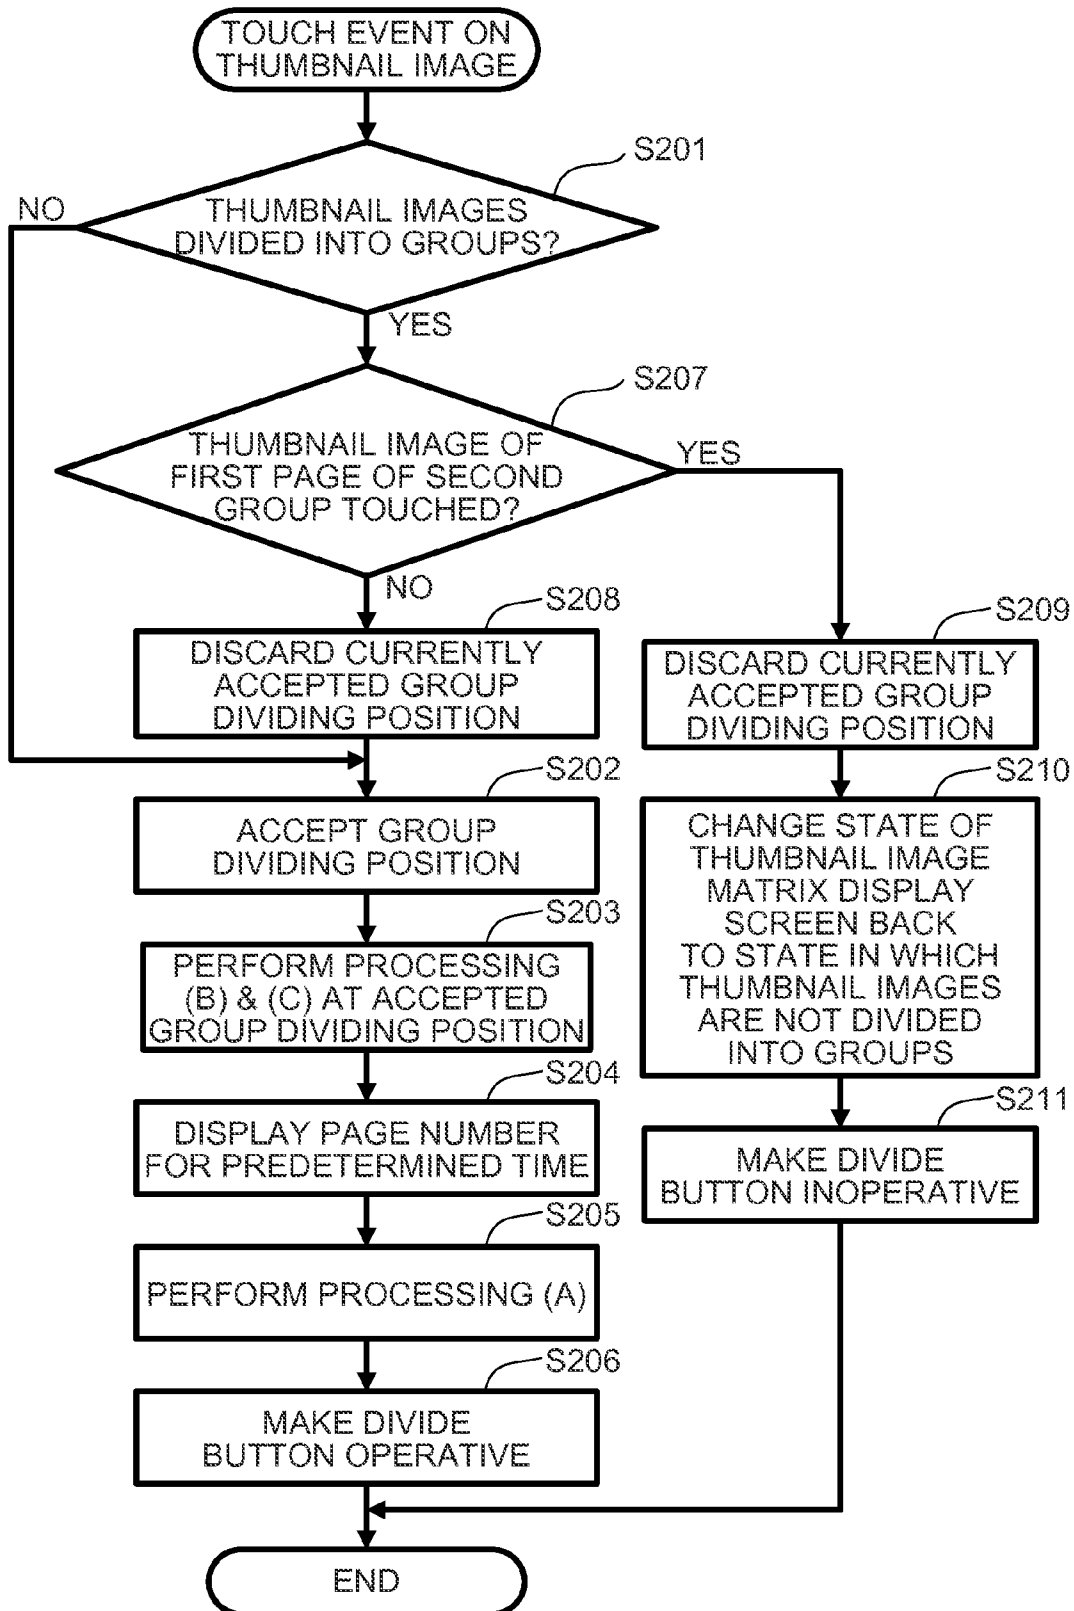 TOUCH EVENT ON
THUMBNAIL IMAGE
S201
NO
THUMBNAIL IMAGES
DIVIDED INTO GROUPS?
YES
S207
THUMBNAIL IMAGE OF
FIRST PAGE OF SECOND
GROUP TOUCHED?
YES
NO
S208
DISCARD CURRENTLY
ACCEPTED GROUP
DIVIDING POSITION
S209
DISCARD CURRENTLY
ACCEPTED GROUP
DIVIDING POSITION
S202
ACCEPT GROUP
DIVIDING POSITION
S210
CHANGE STATE OF
THUMBNAIL IMAGE
MATRIX DISPLAY
SCREEN BACK
TO STATE IN WHICH
THUMBNAIL IMAGES
ARE NOT DIVIDED
INTO GROUPS
S203
PERFORM PROCESSING
(B) & (C) AT ACCEPTED
GROUP DIVIDING POSITION
S204
DISPLAY PAGE NUMBER
FOR PREDETERMINED TIME
S211
MAKE DIVIDE
BUTTON INOPERATIVE
S205
PERFORM PROCESSING (A)
S206
MAKE DIVIDE
BUTTON OPERATIVE
END